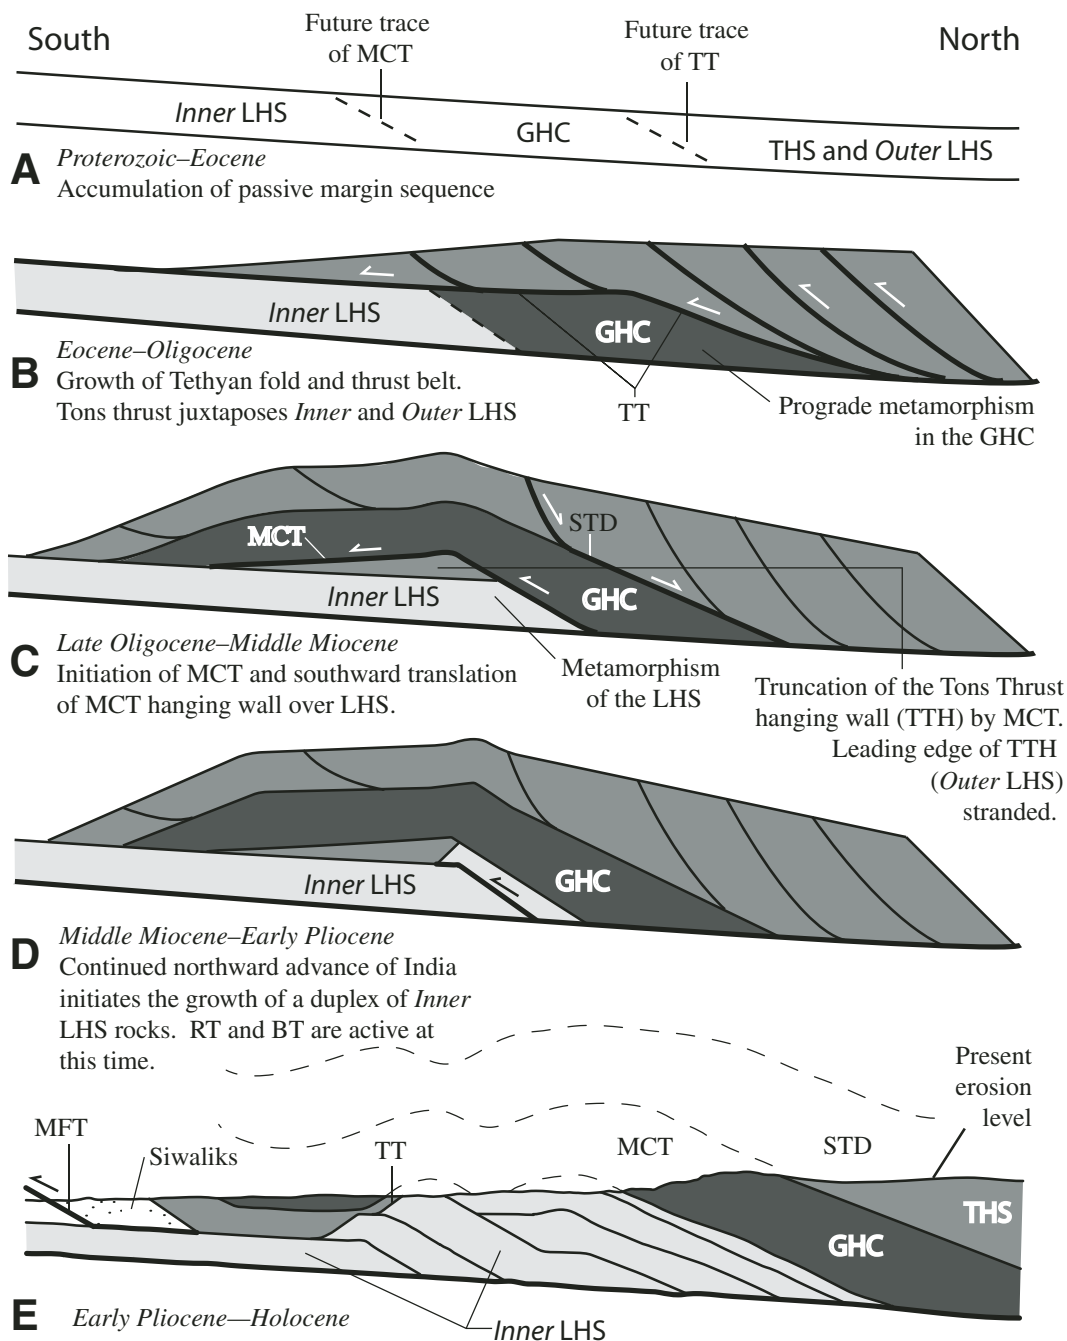 South
Future trace
of MCT
Future trace
of TT
North
Inner LHS
GHC
THS and Outer LHS
A
Proterozoic–Eocene
Accumulation of passive margin sequence
Inner LHS
GHC
B
Eocene–Oligocene
Growth of Tethyan fold and thrust belt.
Tons thrust juxtaposes Inner and Outer LHS
TT
Prograde metamorphism
in the GHC
MCT
STD
Inner LHS
GHC
C
Late Oligocene–Middle Miocene
Initiation of MCT and southward translation
of MCT hanging wall over LHS.
Metamorphism
of the LHS
Truncation of the Tons Thrust
hanging wall (TTH) by MCT.
Leading edge of TTH
(Outer LHS)
stranded.
Inner LHS
GHC
D
Middle Miocene–Early Pliocene
Continued northward advance of India
initiates the growth of a duplex of Inner
LHS rocks.  RT and BT are active at
this time.
Present
erosion
level
MFT
Siwaliks
TT
MCT
STD
THS
GHC
E
Early Pliocene—Holocene
Inner LHS